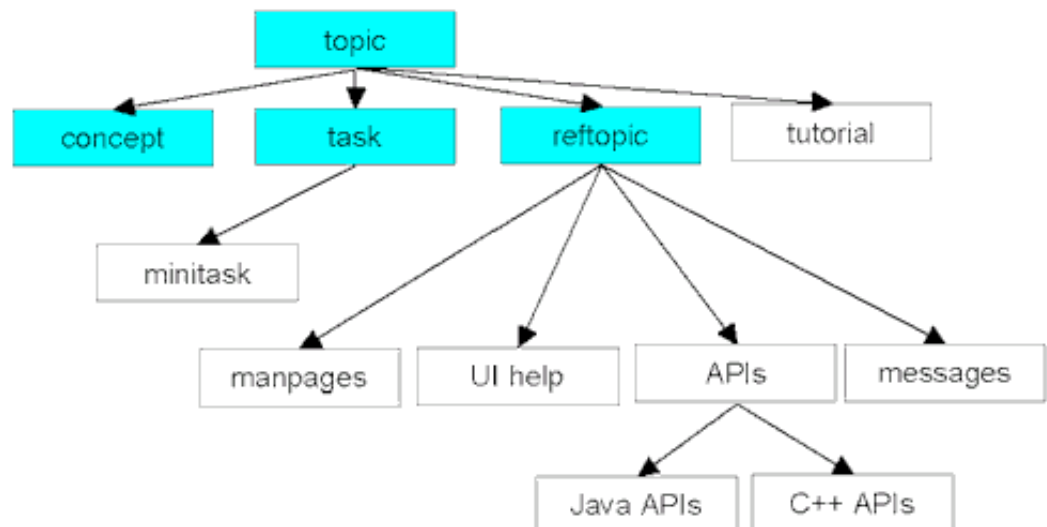 topic
concept
task
reftopic
tutorial
minitask
manpages
UI help
APIs
messages
Java APIs
C++ APIs